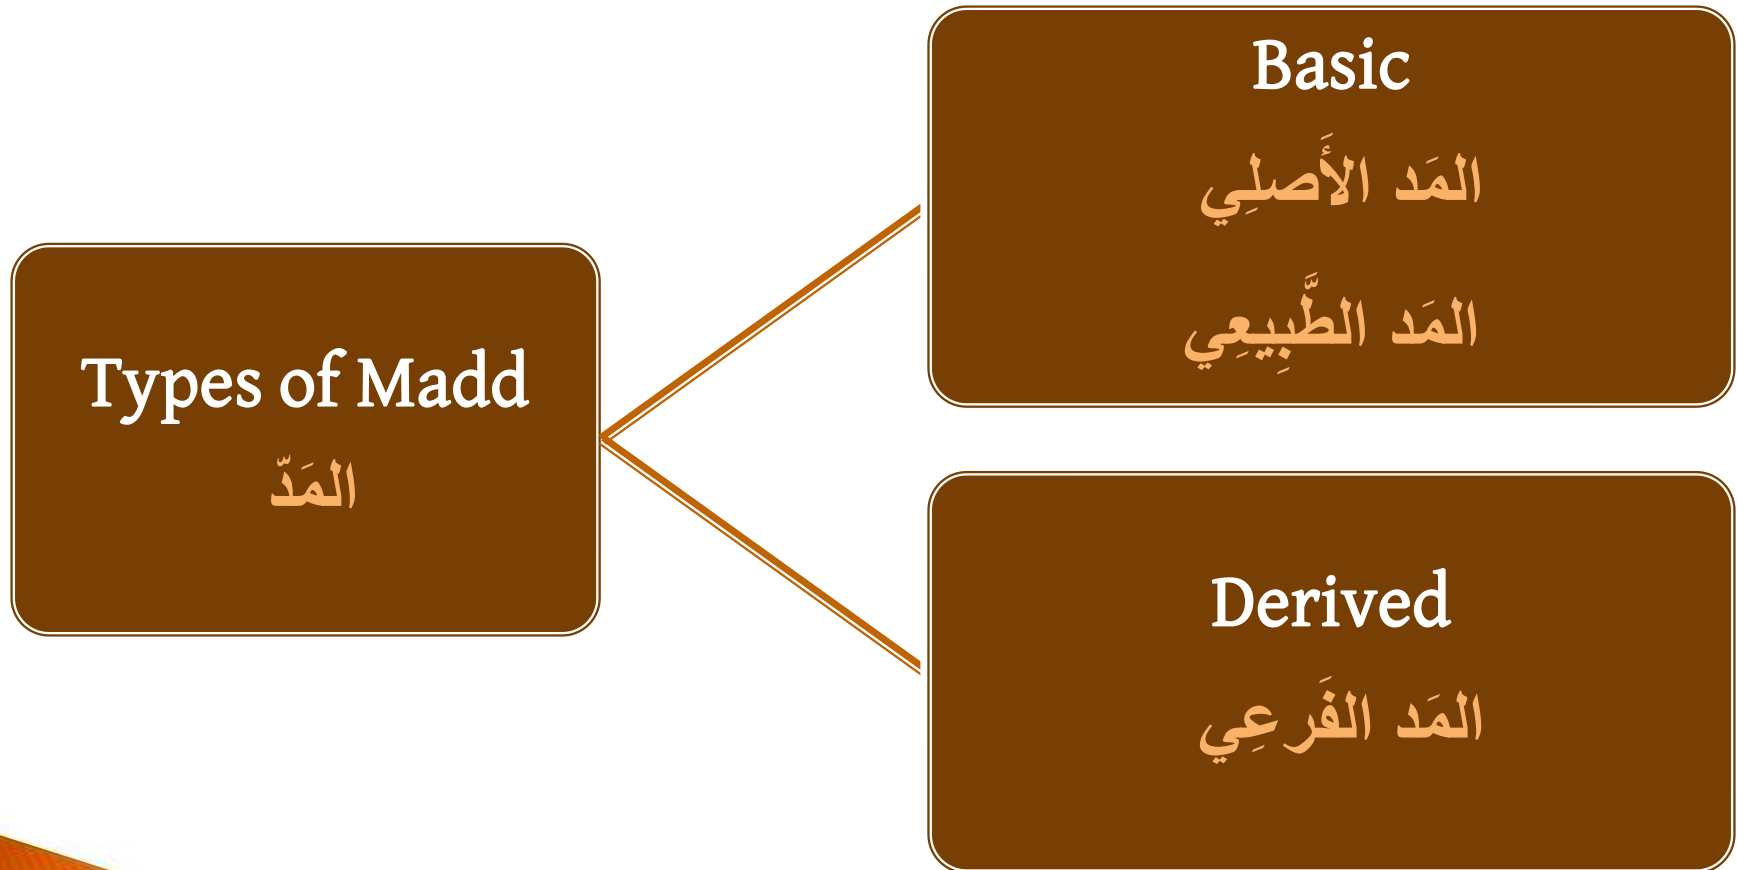 Types of Madd
المَدّ
Basic
المَد الأَصلِي
المَد الطَّبِيعِي
Derived
المَد الفَرعِي